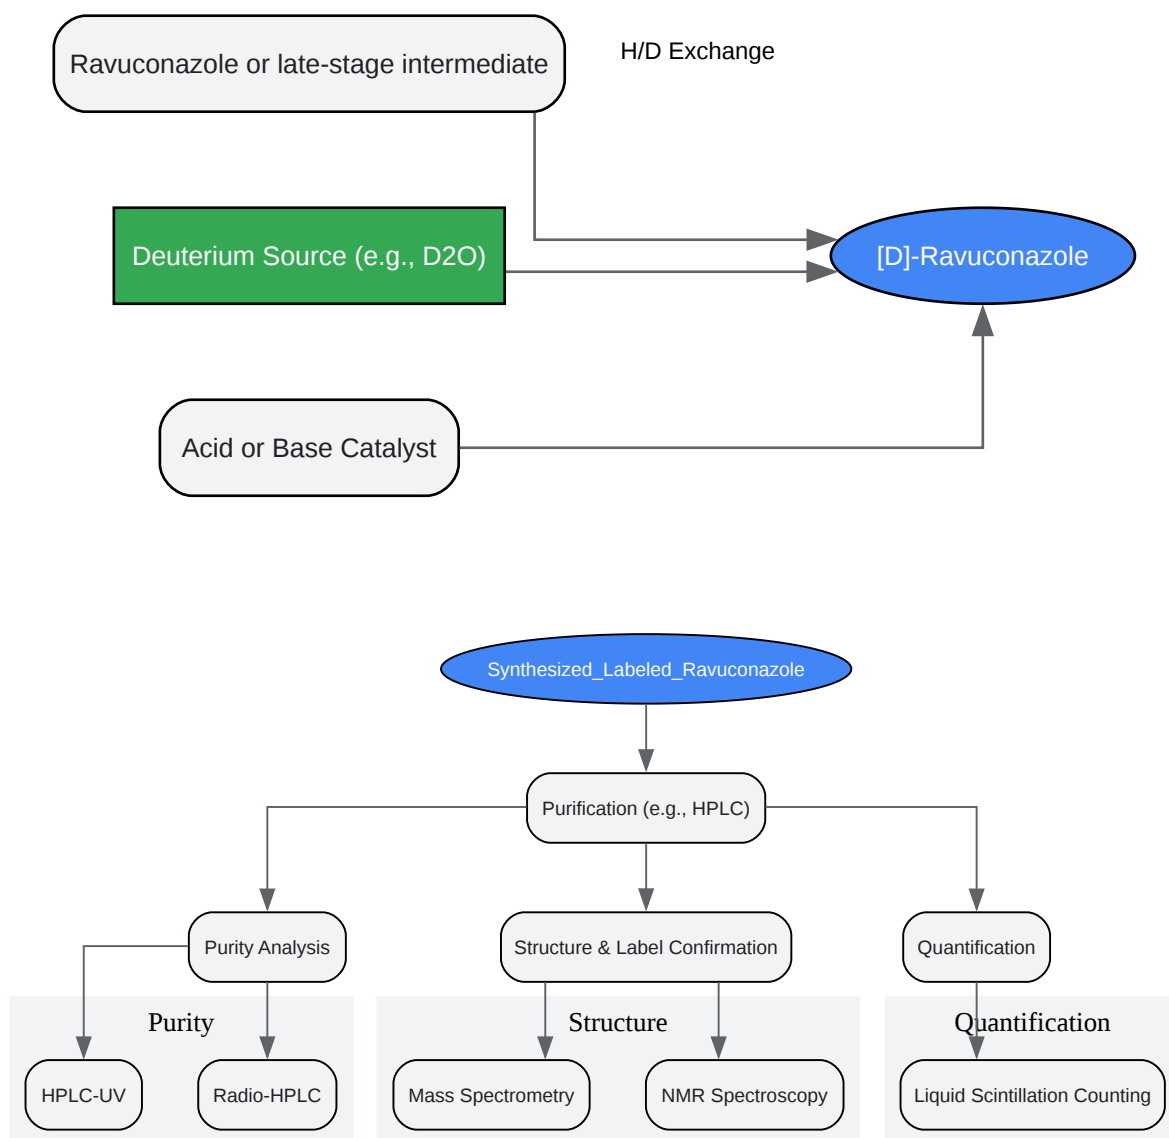 Ravuconazole or late-stage intermediate
H/D Exchange
Deuterium Source (e.g., D2O)
[D]-Ravuconazole
Acid or Base Catalyst
Synthesized_Labeled_Ravuconazole
Purification (e.g., HPLC)
Purity Analysis
Structure & Label Confirmation
Quantification
Purity
Structure
Quantification
HPLC-UV
Radio-HPLC
Mass Spectrometry
NMR Spectroscopy
Liquid Scintillation Counting